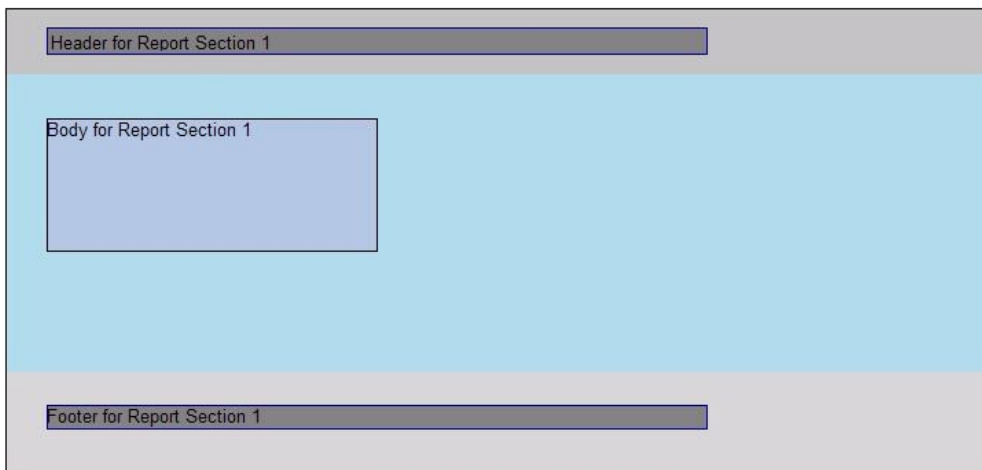 Header for Report Section 1
Body for Report Section 1
Footer for Report Section 1